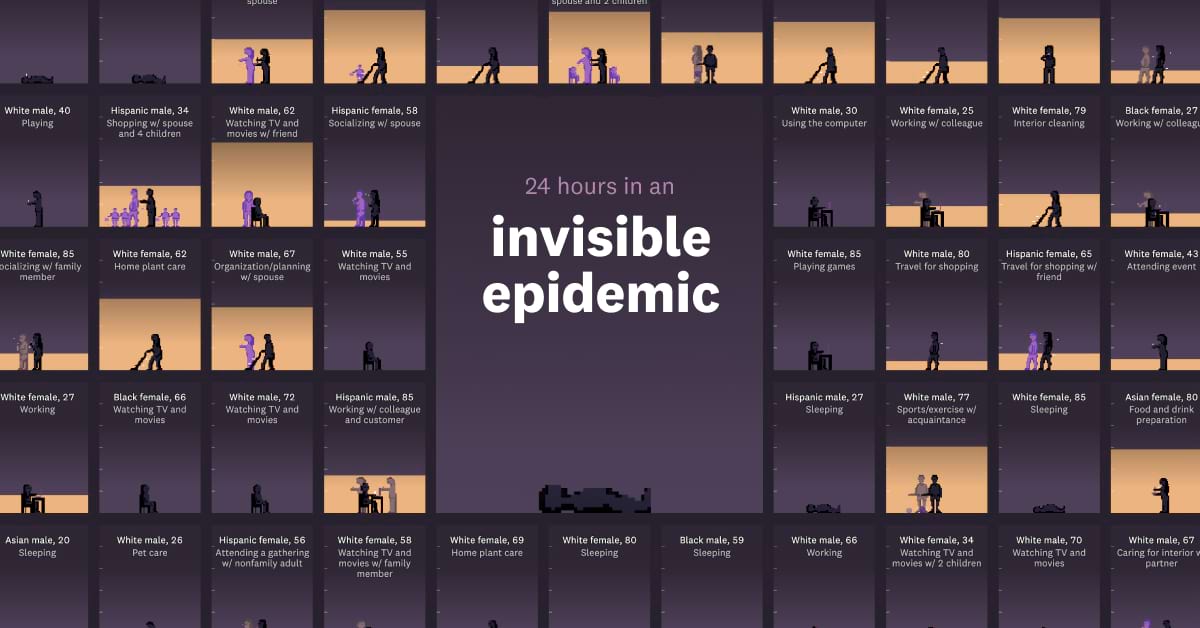 spouse
spouse and 2 children
White male, 40
Playing
Hispanic male, 34
Shopping w/ spouse
and 4 children
White male, 62
Watching TV and
movies w/ friend
Hispanic female, 58
Socializing w/ spouse
24 hours in an
invisible
epidemic
White male, 30
Using the computer
White female, 25
Working w/ colleague
White female, 79
Interior cleaning
Black female, 27
Working w/ colleagu
White female, 85
ocializing w/ family
member
White female, 62
Home plant care
White male, 67
Organization/planning
w/ spouse
White male, 55
Watching TV and
movies
White female, 85
Playing games
White male, 80
Travel for shopping
Hispanic female, 65
Travel for shopping w/
friend
White female, 43
Attending event
White female, 27
Working
Black female, 66
Watching TV and
movies
White male, 72
Watching TV and
movies
Hispanic male, 85
Working w/ colleague
and customer
Hispanic male, 27
Sleeping
White male, 77
Sports/exercise w/
acquaintance
White female, 85
Sleeping
Asian female, 80
Food and drink
preparation
Asian male, 20
Sleeping
White male, 26
Pet care
Hispanic female, 56
Attending a gathering
w/ nonfamily adult
White female, 58
Watching TV and
movies w/ family
member
White female, 69
Home plant care
White female, 80
Sleeping
Black male, 59
Sleeping
White male, 66
Working
White female, 34
Watching TV and
movies w/ 2 children
White male, 70
Watching TV and
movies
White male, 67
Caring for interior w
partner